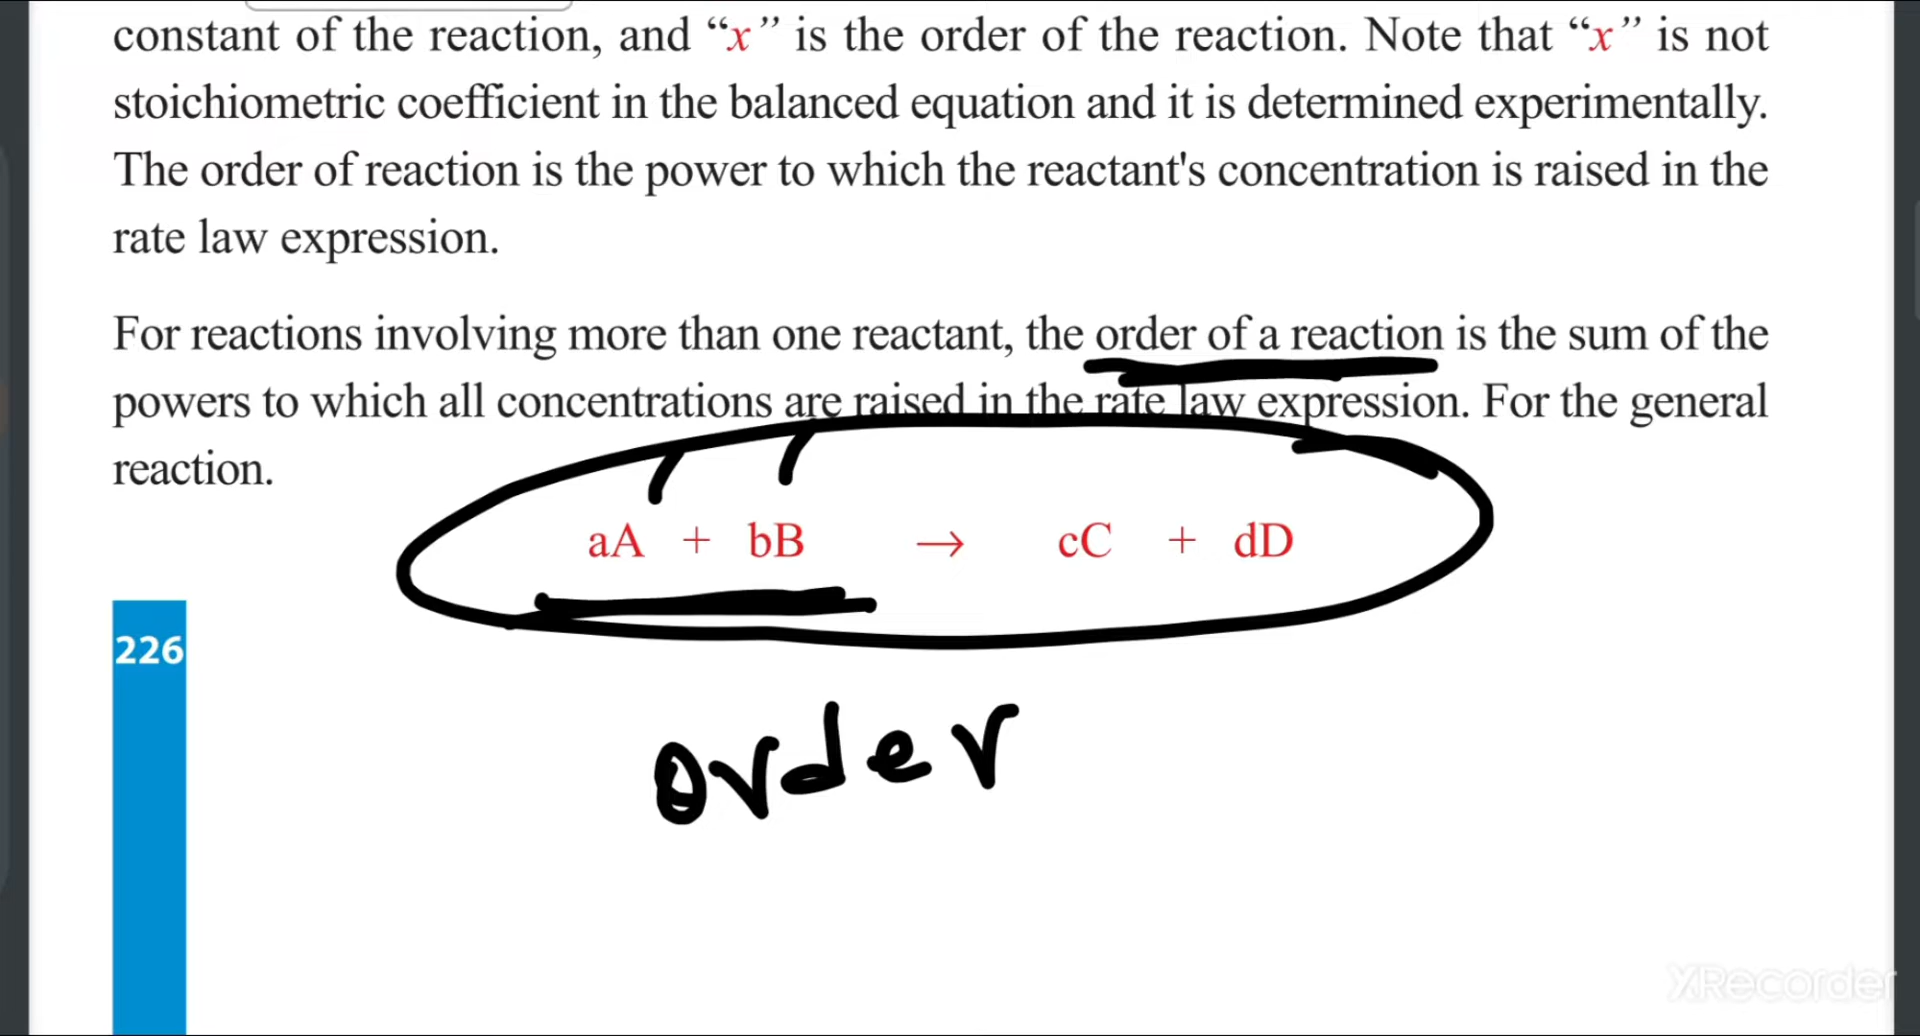 constant of the reaction, and “x” is the order of the reaction. Note that “x” is not
stoichiometric coefficient in the balanced equation and it is determined experimentally.
The order of reaction is the power to which the reactant's concentration is raised in the
rate law expression.
For reactions involving more than one reactant, the order of a reaction is the sum of the
powers to which all concentrations are raised in the rate law expression. For the general
reaction.
aA + bB → cC + dD
226
order
XRecorder